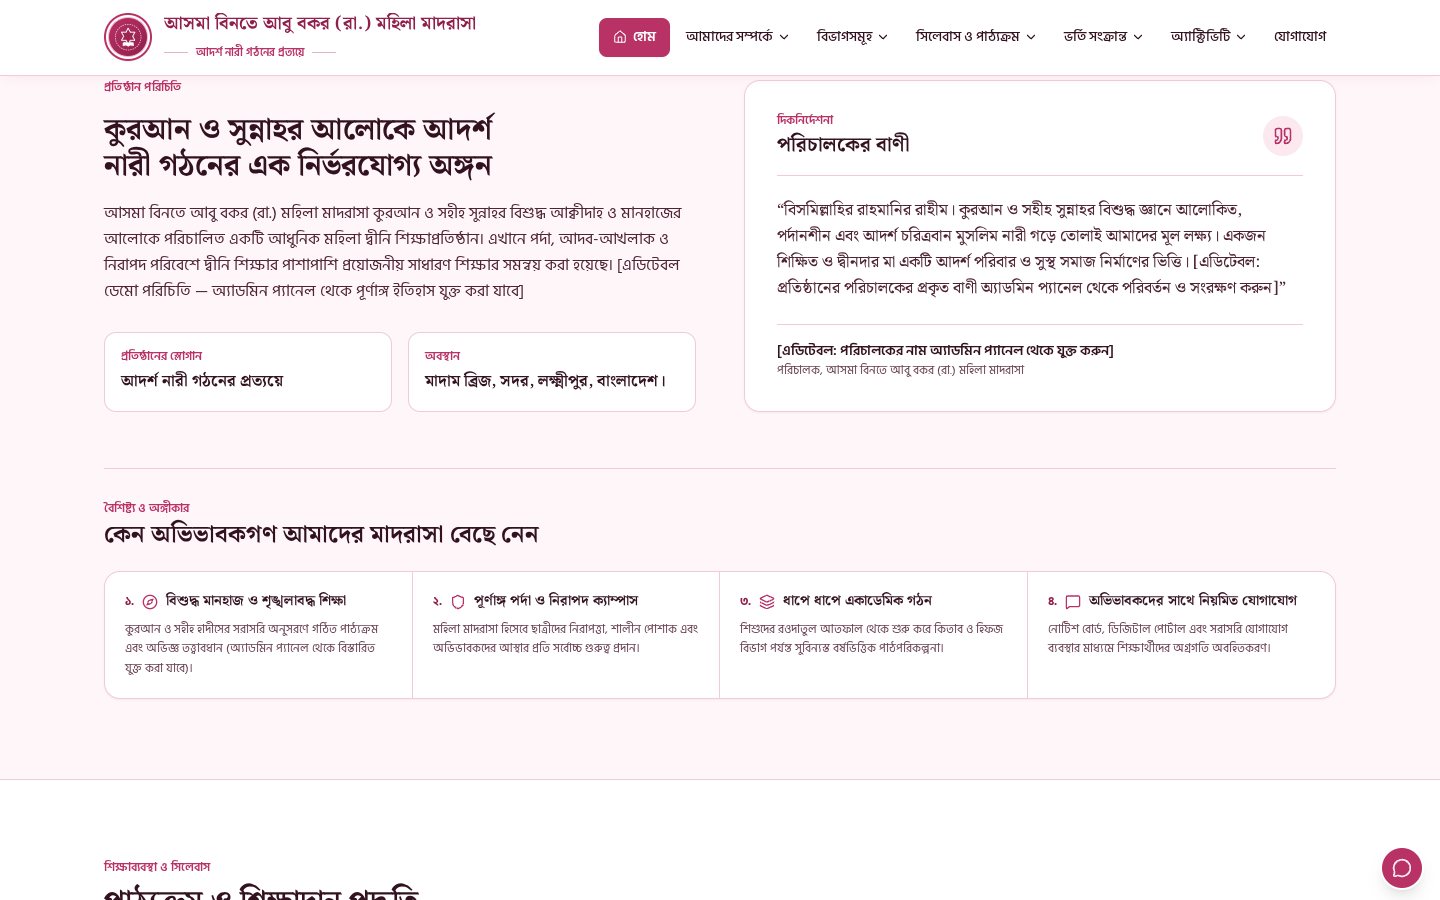 আসমা বিনতে আবু বকর (রা.) মহিলা মাদরাসা
আদর্শ নারী গঠনের প্রত্যয়ে
হোম
আমাদের সম্পর্কে
বিভাগসমূহ
সিলেবাস ও পাঠ্যক্রম
ভর্তি সংক্রান্ত
অ্যাক্টিভিটি
যোগাযোগ
প্রতিষ্ঠান পরিচিতি
কুরআন ও সুন্নাহর আলোকে আদর্শ
নারী গঠনের এক নির্ভরযোগ্য অঙ্গন
আসমা বিনতে আবু বকর (রা.) মহিলা মাদরাসা কুরআন ও সহীহ সুন্নাহর বিশুদ্ধ আক্বীদাহ ও মানহাজের
আলোকে পরিচালিত একটি আধুনিক মহিলা দ্বীনি শিক্ষাপ্রতিষ্ঠান। এখানে পর্দা, আদব-আখলাক ও
নিরাপদ পরিবেশে দ্বীনি শিক্ষার পাশাপাশি প্রয়োজনীয় সাধারণ শিক্ষার সমন্বয় করা হয়েছে। [এডিটেবল
ডেমো পরিচিতি — অ্যাডমিন প্যানেল থেকে পূর্ণাঙ্গ ইতিহাস যুক্ত করা যাবে]
প্রতিষ্ঠানের স্লোগান
আদর্শ নারী গঠনের প্রত্যয়ে
অবস্থান
মাদাম ব্রিজ, সদর, লক্ষ্মীপুর, বাংলাদেশ।
দিকনির্দেশনা
পরিচালকের বাণী
“বিসমিল্লাহির রাহমানির রাহীম। কুরআন ও সহীহ সুন্নাহর বিশুদ্ধ জ্ঞানে আলোকিত,
পর্দানশীন এবং আদর্শ চরিত্রবান মুসলিম নারী গড়ে তোলাই আমাদের মূল লক্ষ্য। একজন
শিক্ষিত ও দ্বীনদার মা একটি আদর্শ পরিবার ও সুস্থ সমাজ নির্মাণের ভিত্তি। [এডিটেবল:
প্রতিষ্ঠানের পরিচালকের প্রকৃত বাণী অ্যাডমিন প্যানেল থেকে পরিবর্তন ও সংরক্ষণ করুন]”
[এডিটেবল: পরিচালকের নাম অ্যাডমিন প্যানেল থেকে যুক্ত করুন]
পরিচালক, আসমা বিনতে আবু বকর (রা.) মহিলা মাদরাসা
বৈশিষ্ট্য ও অঙ্গীকার
কেন অভিভাবকগণ আমাদের মাদরাসা বেছে নেন
১. বিশুদ্ধ মানহাজ ও শৃঙ্খলাবদ্ধ শিক্ষা
কুরআন ও সহীহ হাদীসের সরাসরি অনুসরণে গঠিত পাঠ্যক্রম
এবং অভিজ্ঞ তত্ত্বাবধান (অ্যাডমিন প্যানেল থেকে বিস্তারিত
যুক্ত করা যাবে)।
২. পূর্ণাঙ্গ পর্দা ও নিরাপদ ক্যাম্পাস
মহিলা মাদরাসা হিসেবে ছাত্রীদের নিরাপত্তা, শালীন পোশাক এবং
অভিভাবকদের আস্থার প্রতি সর্বোচ্চ গুরুত্ব প্রদান।
৩. ধাপে ধাপে একাডেমিক গঠন
শিশুদের রওদাতুল আতফাল থেকে শুরু করে কিতাব ও হিফজ
বিভাগ পর্যন্ত সুবিন্যস্ত বর্ষভিত্তিক পাঠপরিকল্পনা।
৪. অভিভাবকদের সাথে নিয়মিত যোগাযোগ
নোটিশ বোর্ড, ডিজিটাল পোর্টাল এবং সরাসরি যোগাযোগ
ব্যবস্থার মাধ্যমে শিক্ষার্থীদের অগ্রগতি অবহিতকরণ।
শিক্ষাব্যবস্থা ও সিলেবাস
পাঠ্যক্রম ও শিক্ষাদান পদ্ধতি